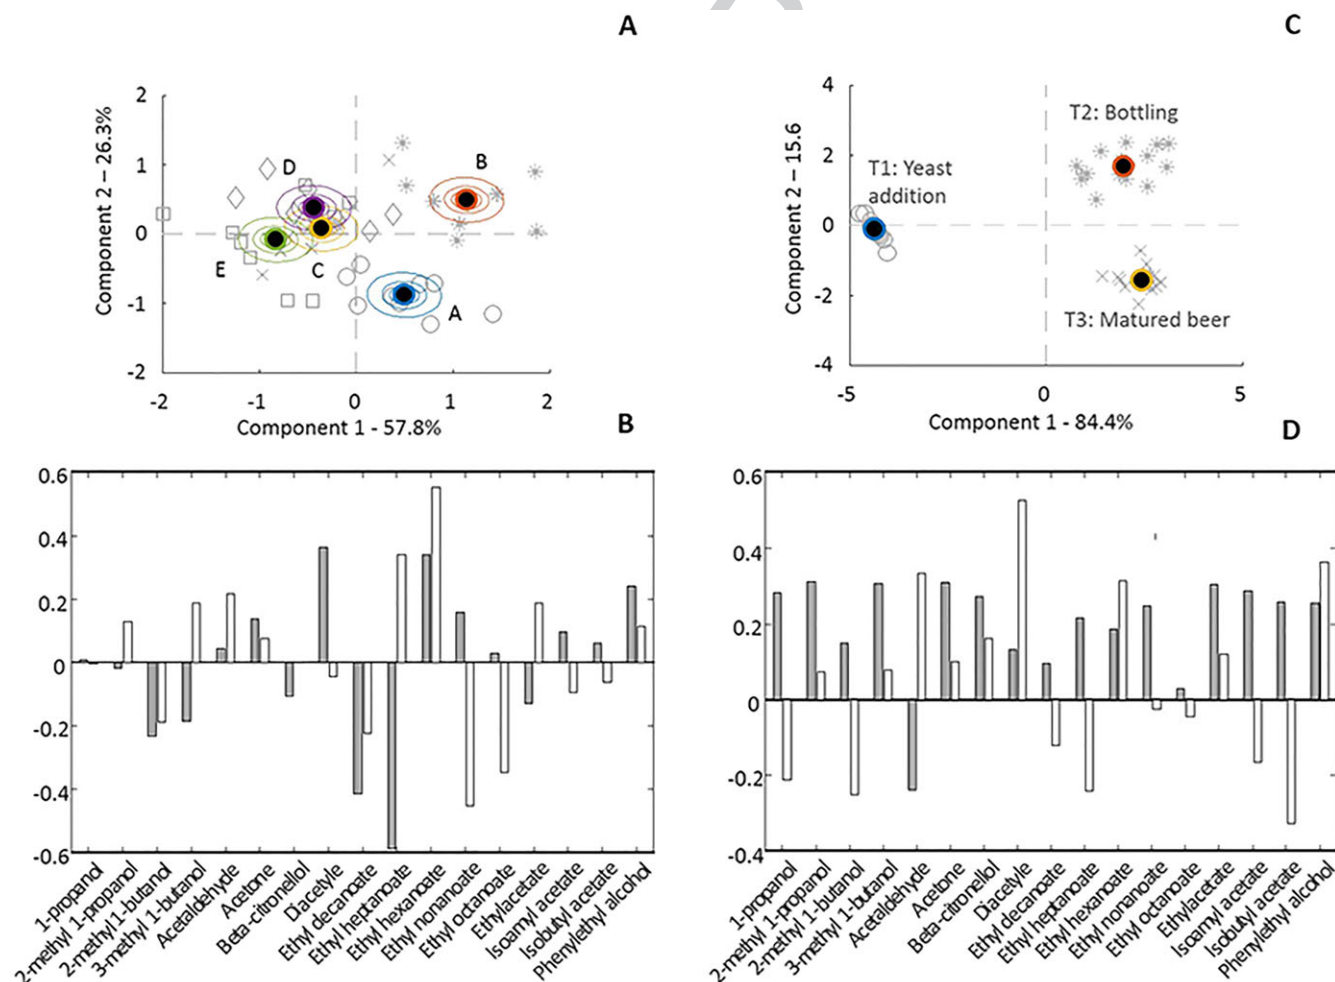 A
2
1
0
-1
-2
Component 2 – 26.3%
D
B
E
C
A
-2
-1
0
1
2
Component 1 - 57.8%
C
4
2
0
-2
-4
Component 2 – 15.6
T2: Bottling
T1: Yeast
addition
T3: Matured beer
-5
0
5
Component 1 - 84.4%
B
0.6
0.4
0.2
0
-0.2
-0.4
-0.6
1-propanol
2-methyl 1-propanol
2-methyl 1-butanol
3-methyl 1-butanol
Acetaldehyde
Acetone
Beta-citronellol
Diacetyle
Ethyl decanoate
Ethyl heptanoate
Ethyl hexanoate
Ethyl nonanoate
Ethyl octanoate
Ethylacetate
Isoamy acetate
Isobutyl acetate
Phenylethy alcohol
D
0.6
0.4
0.2
0
-0.2
-0.4
1-propanol
2-methyl 1-propanol
2-methyl 1-butanol
3-methyl 1-butanol
Acetaldehyde
Acetone
Beta-citronellol
Diacetyle
Ethyl decanoate
Ethyl heptanoate
Ethyl hexanoate
Ethyl nonanoate
Ethyl octanoate
Ethylacetate
Isoamy acetate
Isobutyl acetate
Phenylethy alcohol